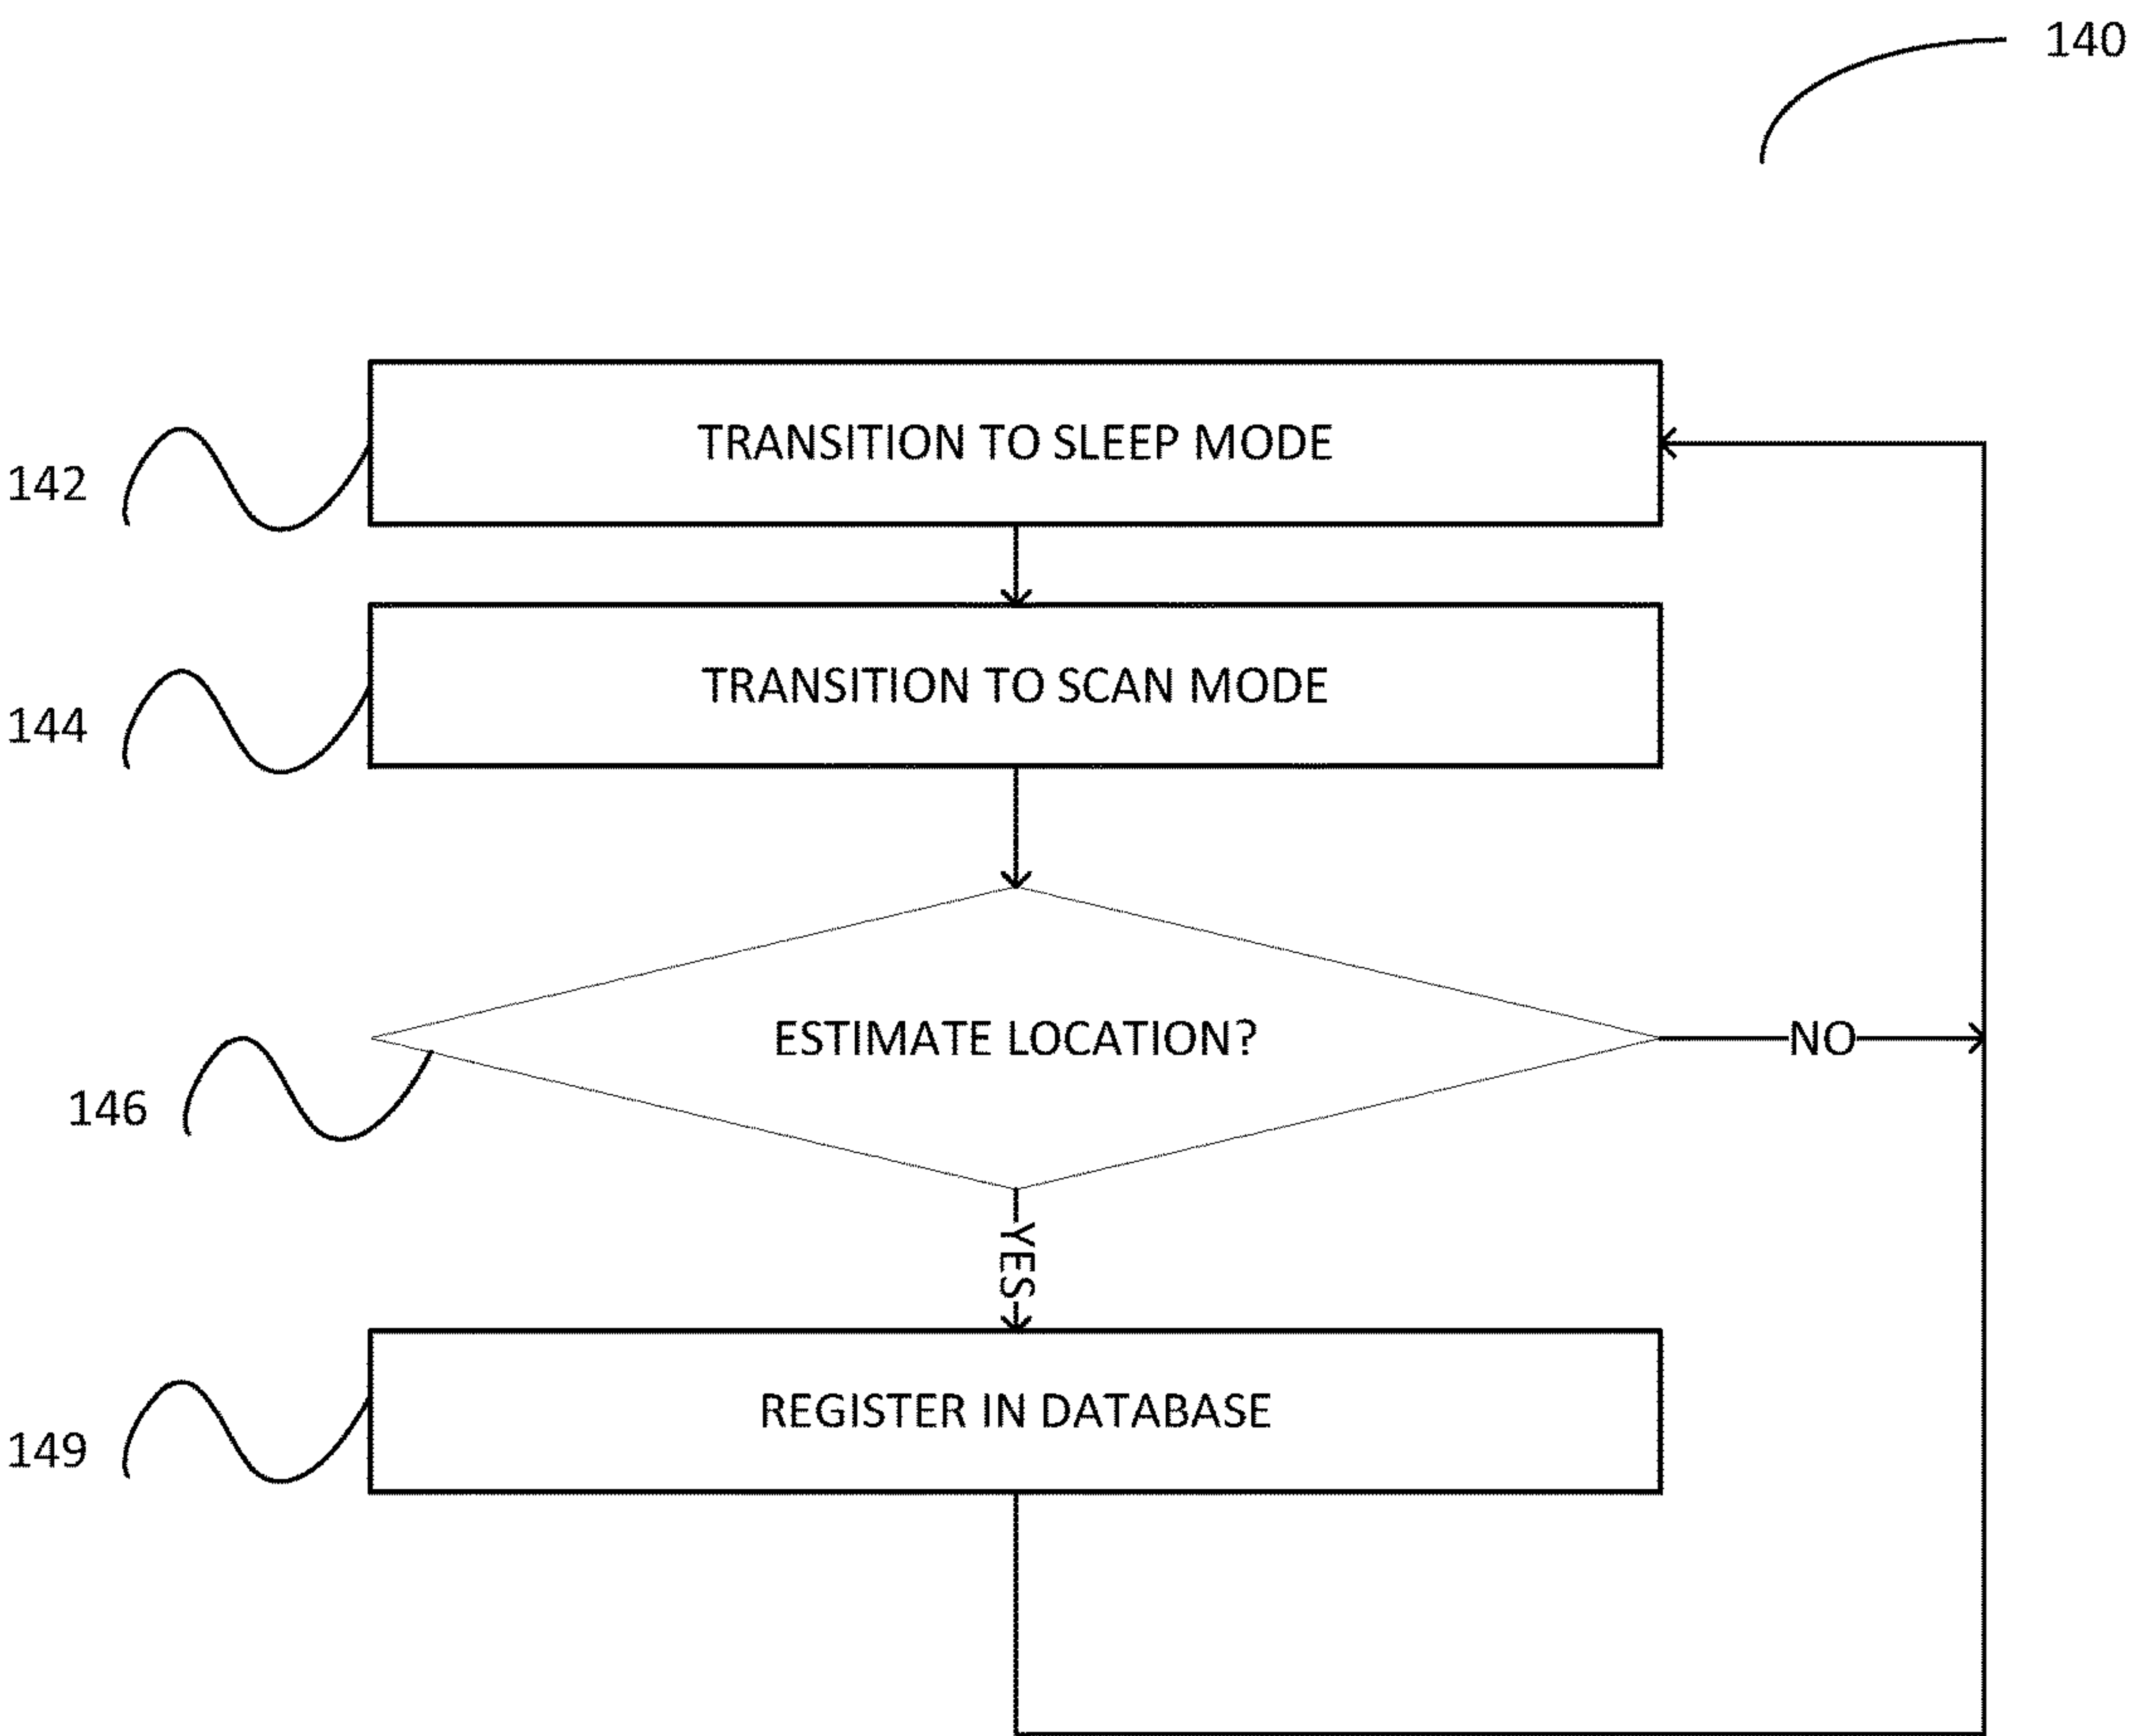 140
TRANSITION TO SLEEP MODE
142
TRANSITION TO SCAN MODE
144
ESTIMATE LOCATION?
NO
146
YES
REGISTER IN DATABASE
149